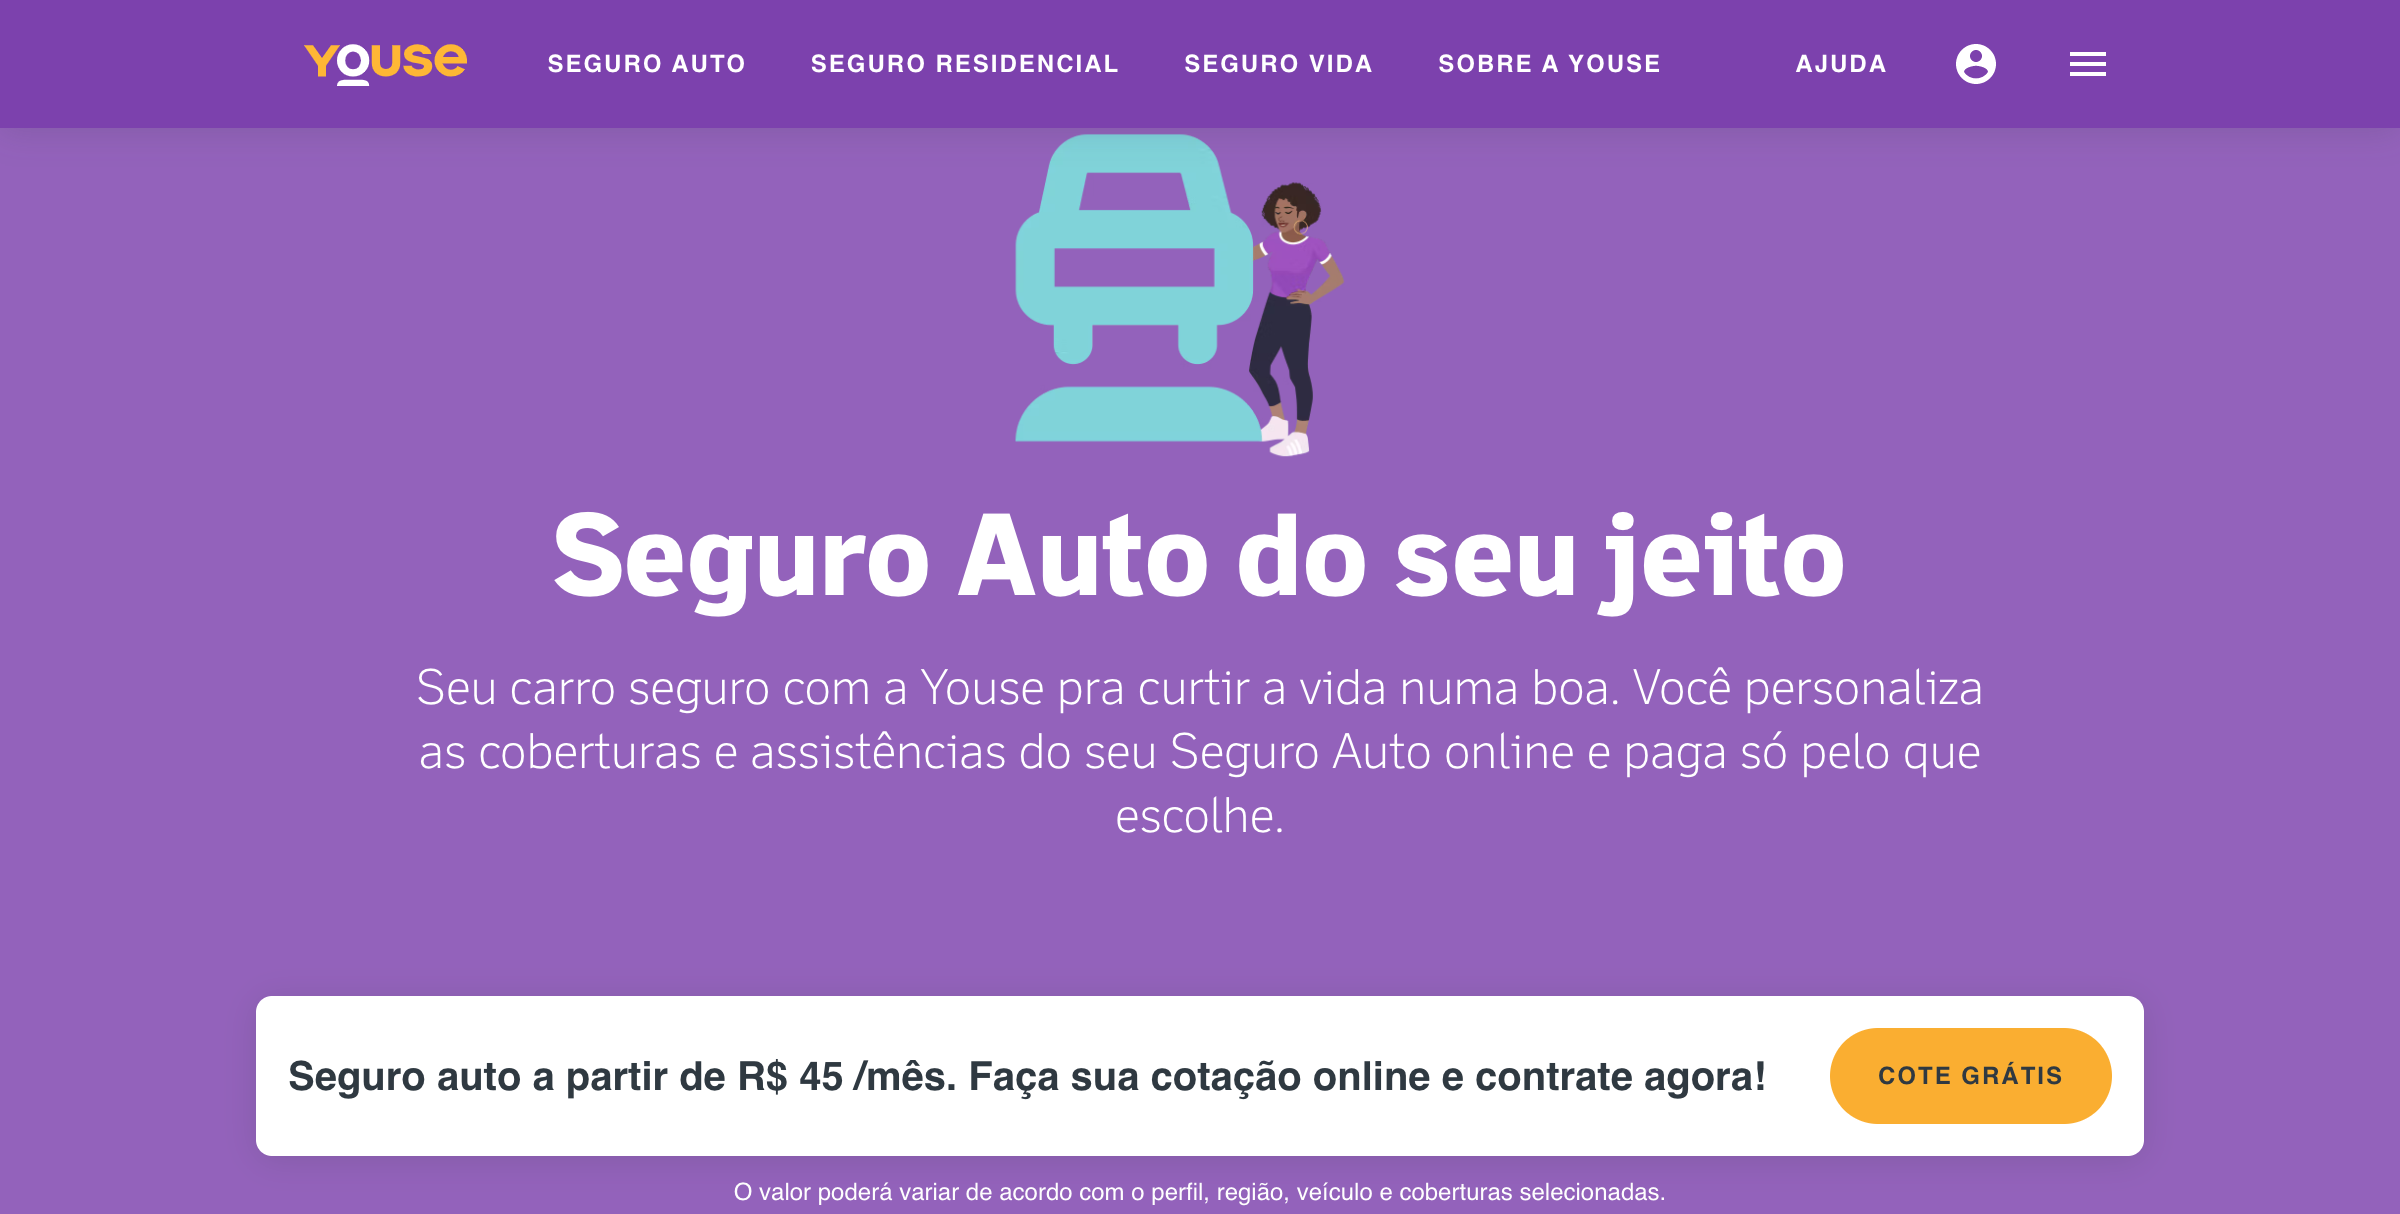 Youse
SEGURO AUTO
SEGURO RESIDENCIAL
SEGURO VIDA
SOBRE A YOUSE
AJUDA
Seguro Auto do seu jeito
Seu carro seguro com a Youse pra curtir a vida numa boa. Você personaliza
as coberturas e assistências do seu Seguro Auto online e paga só pelo que
escolhe.
Seguro auto a partir de R$ 45 /mês. Faça sua cotação online e contrate agora!
COTE GRÁTIS
O valor poderá variar de acordo com o perfil, região, veículo e coberturas selecionadas.